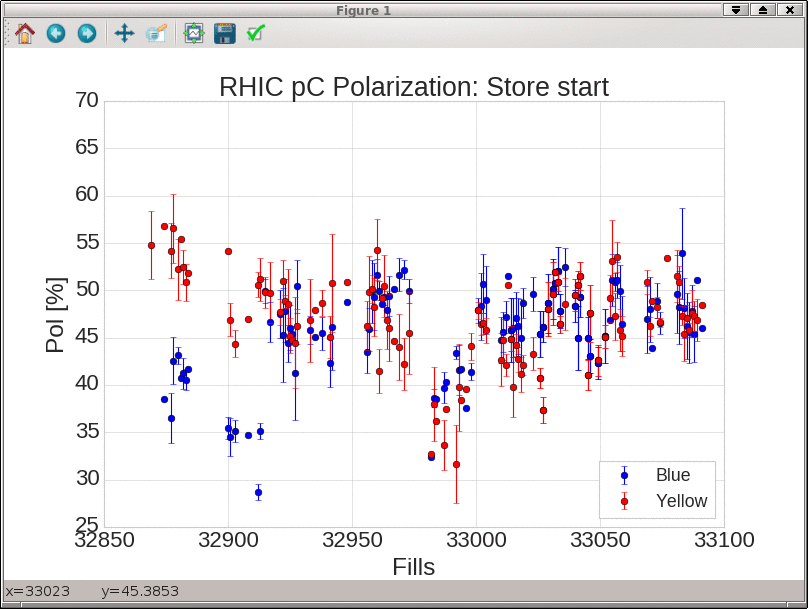 Figure 1
RHIC pC Polarization: Store start
70
65
60
55
50
45
40
35
30
25
Pol [%]
32850 32900 32950 33000 33050 33100
Fills
Blue
Yellow
x=33023 y=45.3853